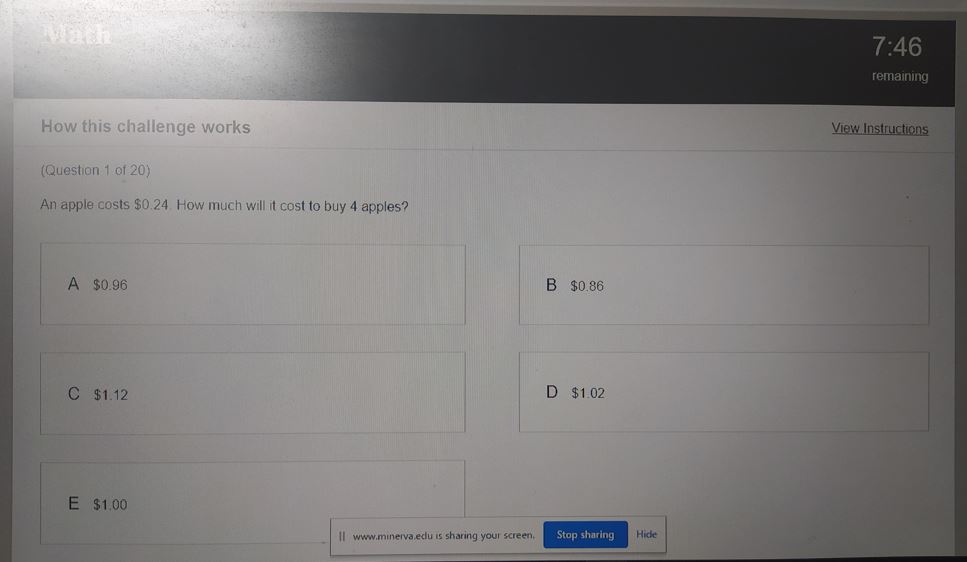 Math
7:46
remaining
How this challenge works
View Instructions
(Question 1 of 20)
An apple costs $0.24. How much will it cost to buy 4 apples?
A $0.96
B $0.86
C $1.12
D $1.02
E $1.00
www.minerva.edu is sharing your screen.
Stop sharing
Hide